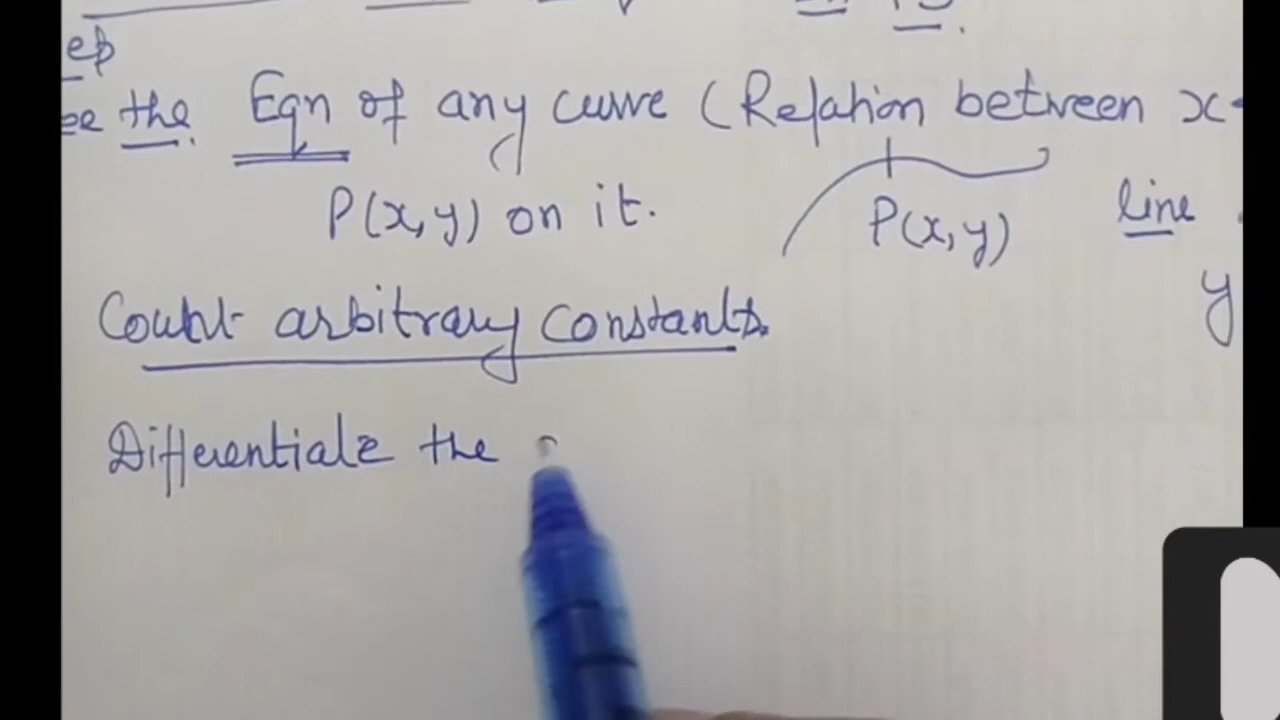 ep
the Eqn of any curve (Relation between x
P(x,y) on it.
P(x,y)
line
y
Count arbitrary constants.
Differentiate the